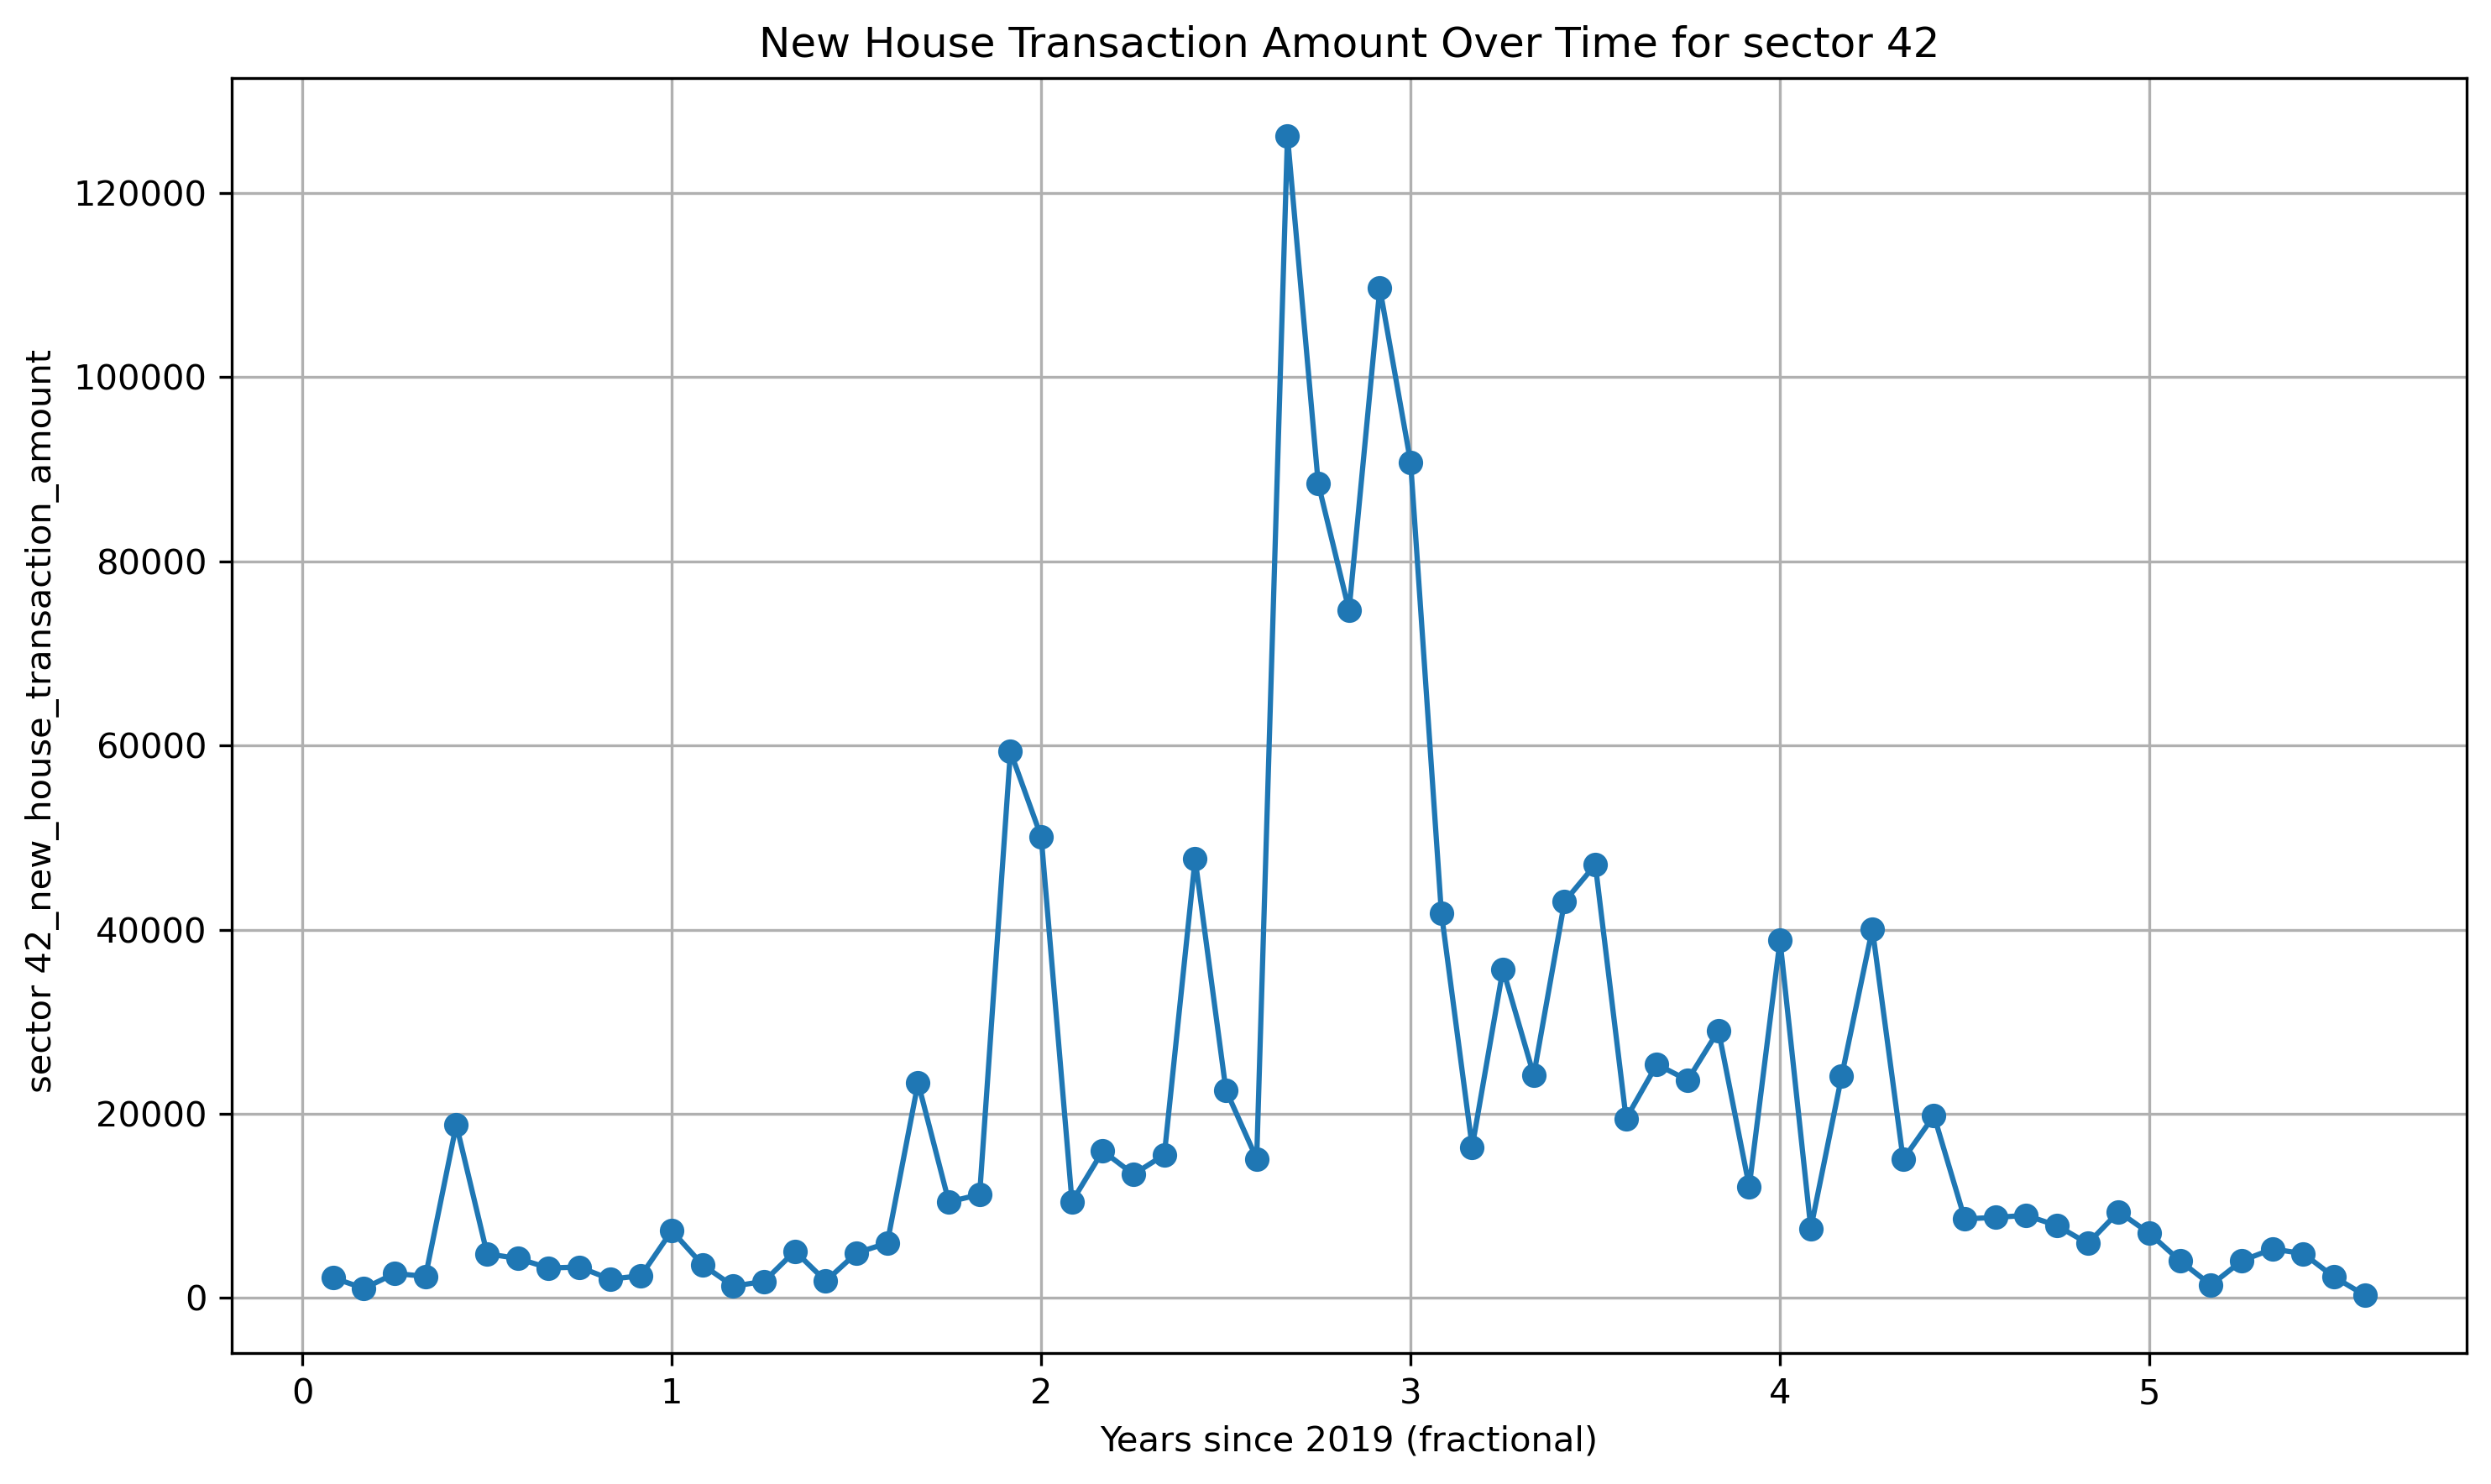 New House Transaction Amount Over Time for sector 42
sector 42_new_house_transaction_amount
120000
100000
80000
60000
40000
20000
0
0 1 2 3 4 5
Years since 2019 (fractional)